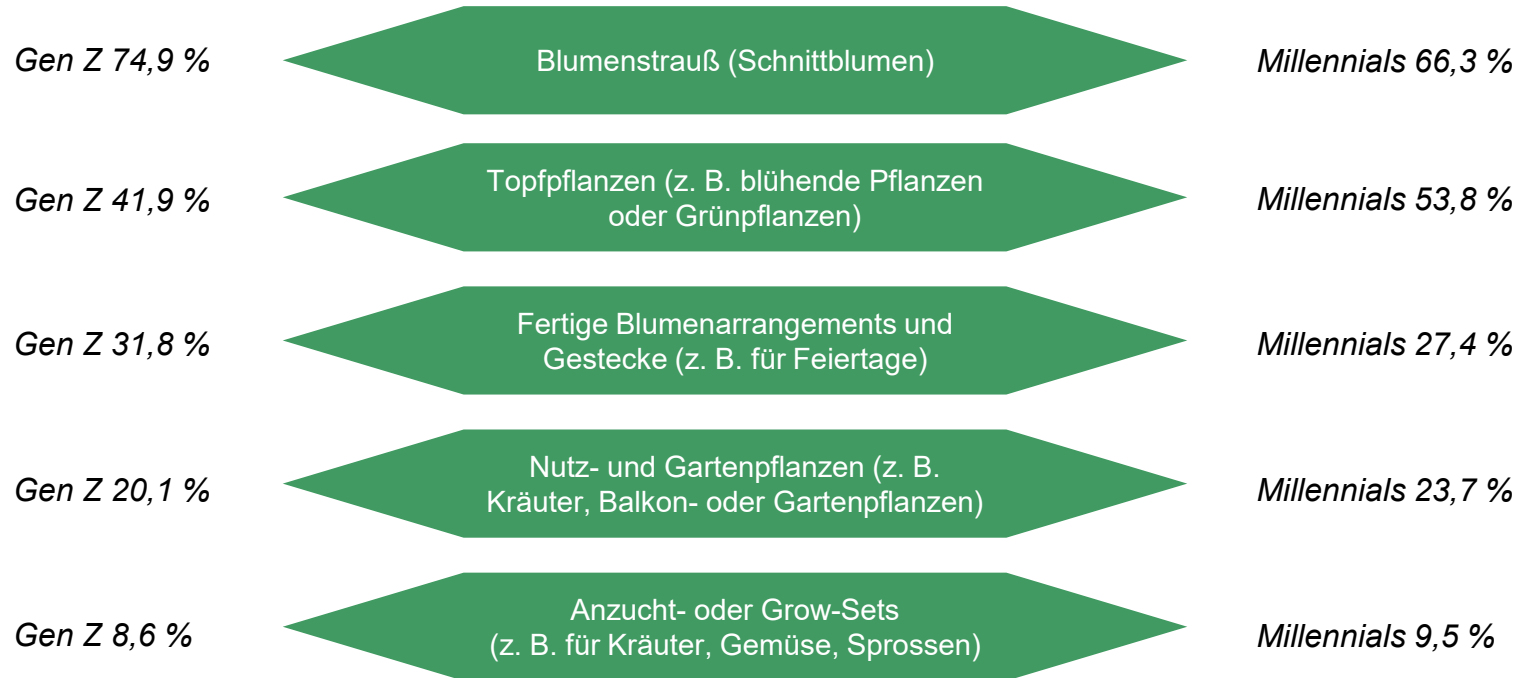 Gen Z 74,9 %
Blumenstrauß (Schnittblumen)
Millennials 66,3 %
Gen Z 41,9 %
Topfpflanzen (z. B. blühende Pflanzen
oder Grünpflanzen)
Millennials 53,8 %
Gen Z 31,8 %
Fertige Blumenarrangements und
Gestecke (z. B. für Feiertage)
Millennials 27,4 %
Gen Z 20,1 %
Nutz- und Gartenpflanzen (z. B.
Kräuter, Balkon- oder Gartenpflanzen)
Millennials 23,7 %
Gen Z 8,6 %
Anzucht- oder Grow-Sets
(z. B. für Kräuter, Gemüse, Sprossen)
Millennials 9,5 %